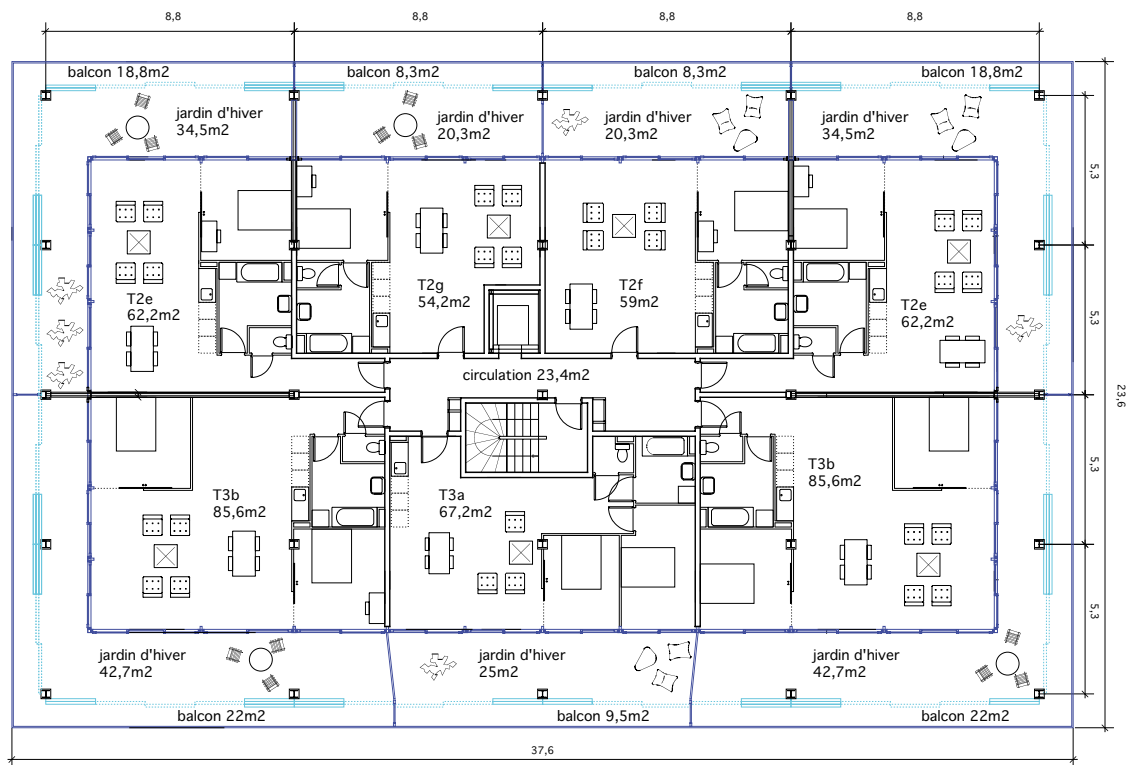 8,8
8,8
8,8
8,8
balcon 18,8m2
balcon 8,3m2
balcon 8,3m2
balcon 18,8m2
jardin d'hiver
34,5m2
jardin d'hiver
20,3m2
jardin d'hiver
20,3m2
jardin d'hiver
34,5m2
5,3
T2e
62,2m2
T2g
54,2m2
T2f
59m2
T2e
62,2m2
5,3
circulation 23,4m2
23,6
T3b
85,6m2
T3a
67,2m2
T3b
85,6m2
5,3
5,3
jardin d'hiver
42,7m2
jardin d'hiver
25m2
jardin d'hiver
42,7m2
balcon 22m2
balcon 9,5m2
balcon 22m2
37,6